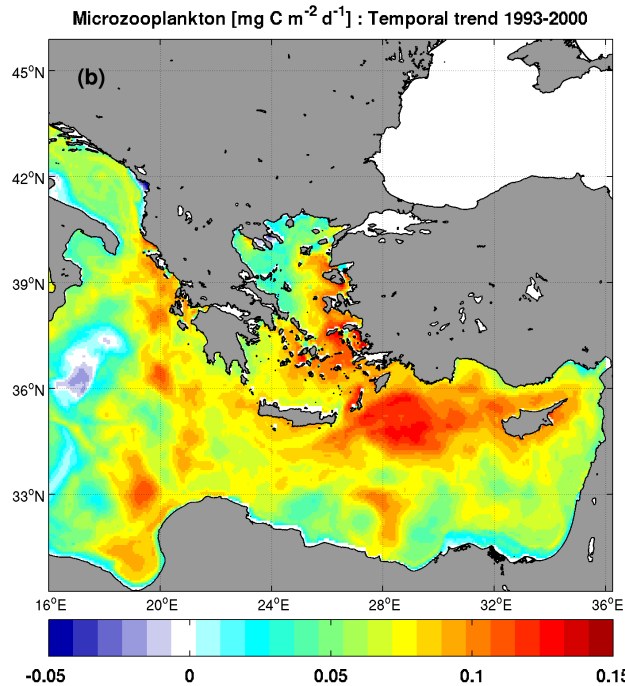 Microzooplankton [mg C m⁻² d⁻¹] : Temporal trend 1993-2000
(b)
45°N
42°N
39°N
36°N
33°N
16°E 20°E 24°E 28°E 32°E 36°E
-0.05 0 0.05 0.1 0.15